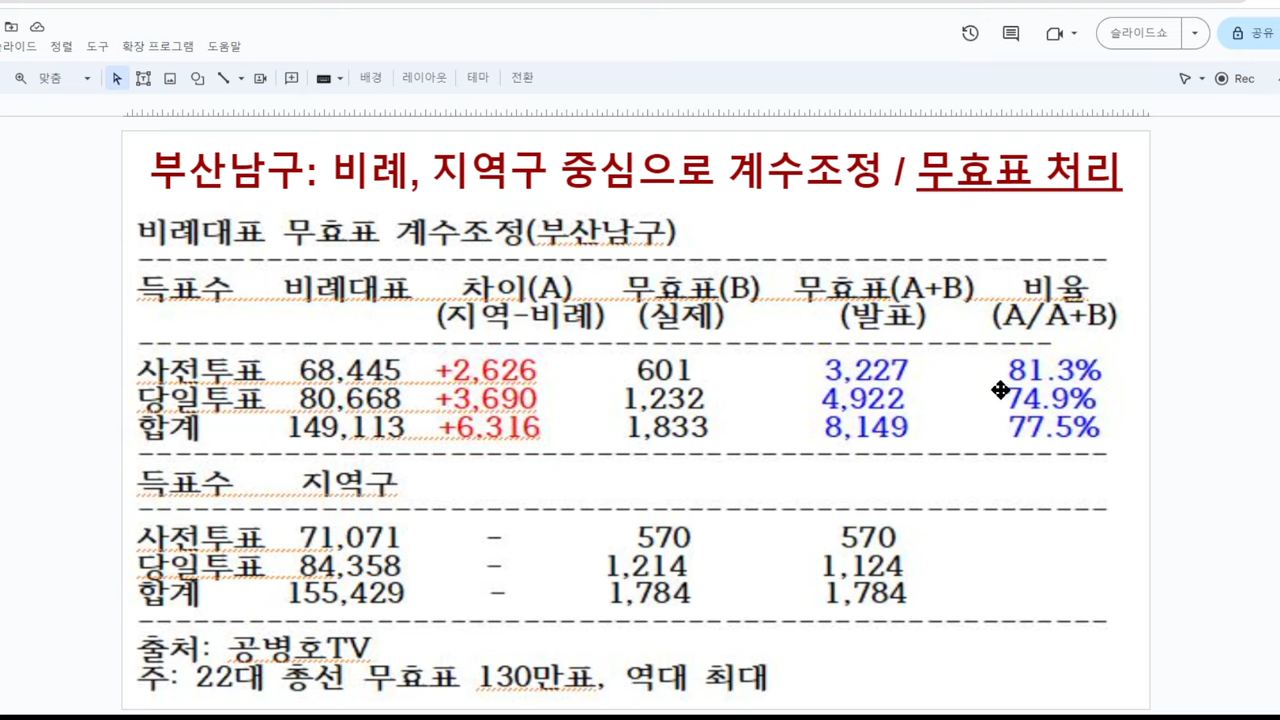 라이드 정렬 도구 확장 프로그램 도움말
슬라이드쇼 공유
맞춤 배경 레이아웃 테마 전환 Rec
부산남구: 비례, 지역구 중심으로 계수조정 / 무효표 처리
비례대표 무효표 계수조정(부산남구)
득표수 비례대표 차이(A) 무효표(B) 무효표(A+B) 비율
(지역-비례) (실제) (발표) (A/A+B)
사전투표 68,445 +2,626 601 3,227 81.3%
당일투표 80,668 +3,690 1,232 4,922 74.9%
합계 149,113 +6,316 1,833 8,149 77.5%
득표수 지역구
사전투표 71,071 - 570 570
당일투표 84,358 - 1,214 1,124
합계 155,429 - 1,784 1,784
출처: 공병호TV
주: 22대 총선 무효표 130만표, 역대 최대